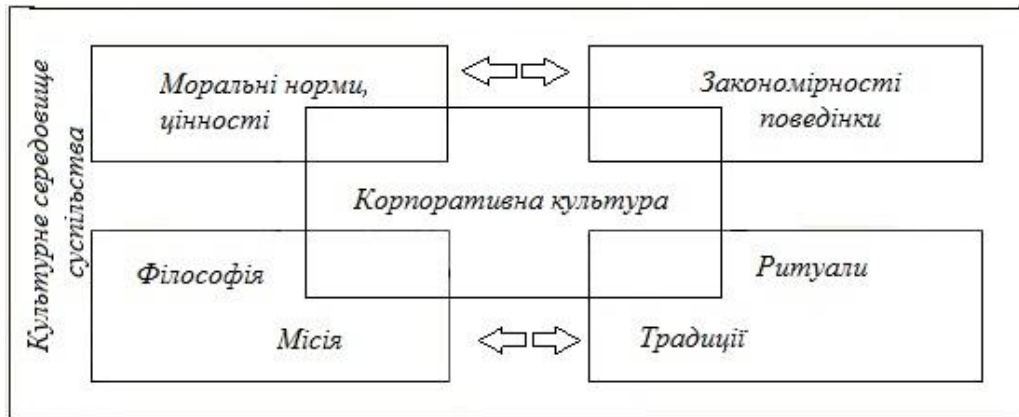 Культурне середовище
суспільства
Моральні норми,
цінності
Закономірності
поведінки
Корпоративна культура
Філософія
Місія
Ритуали
Традиції